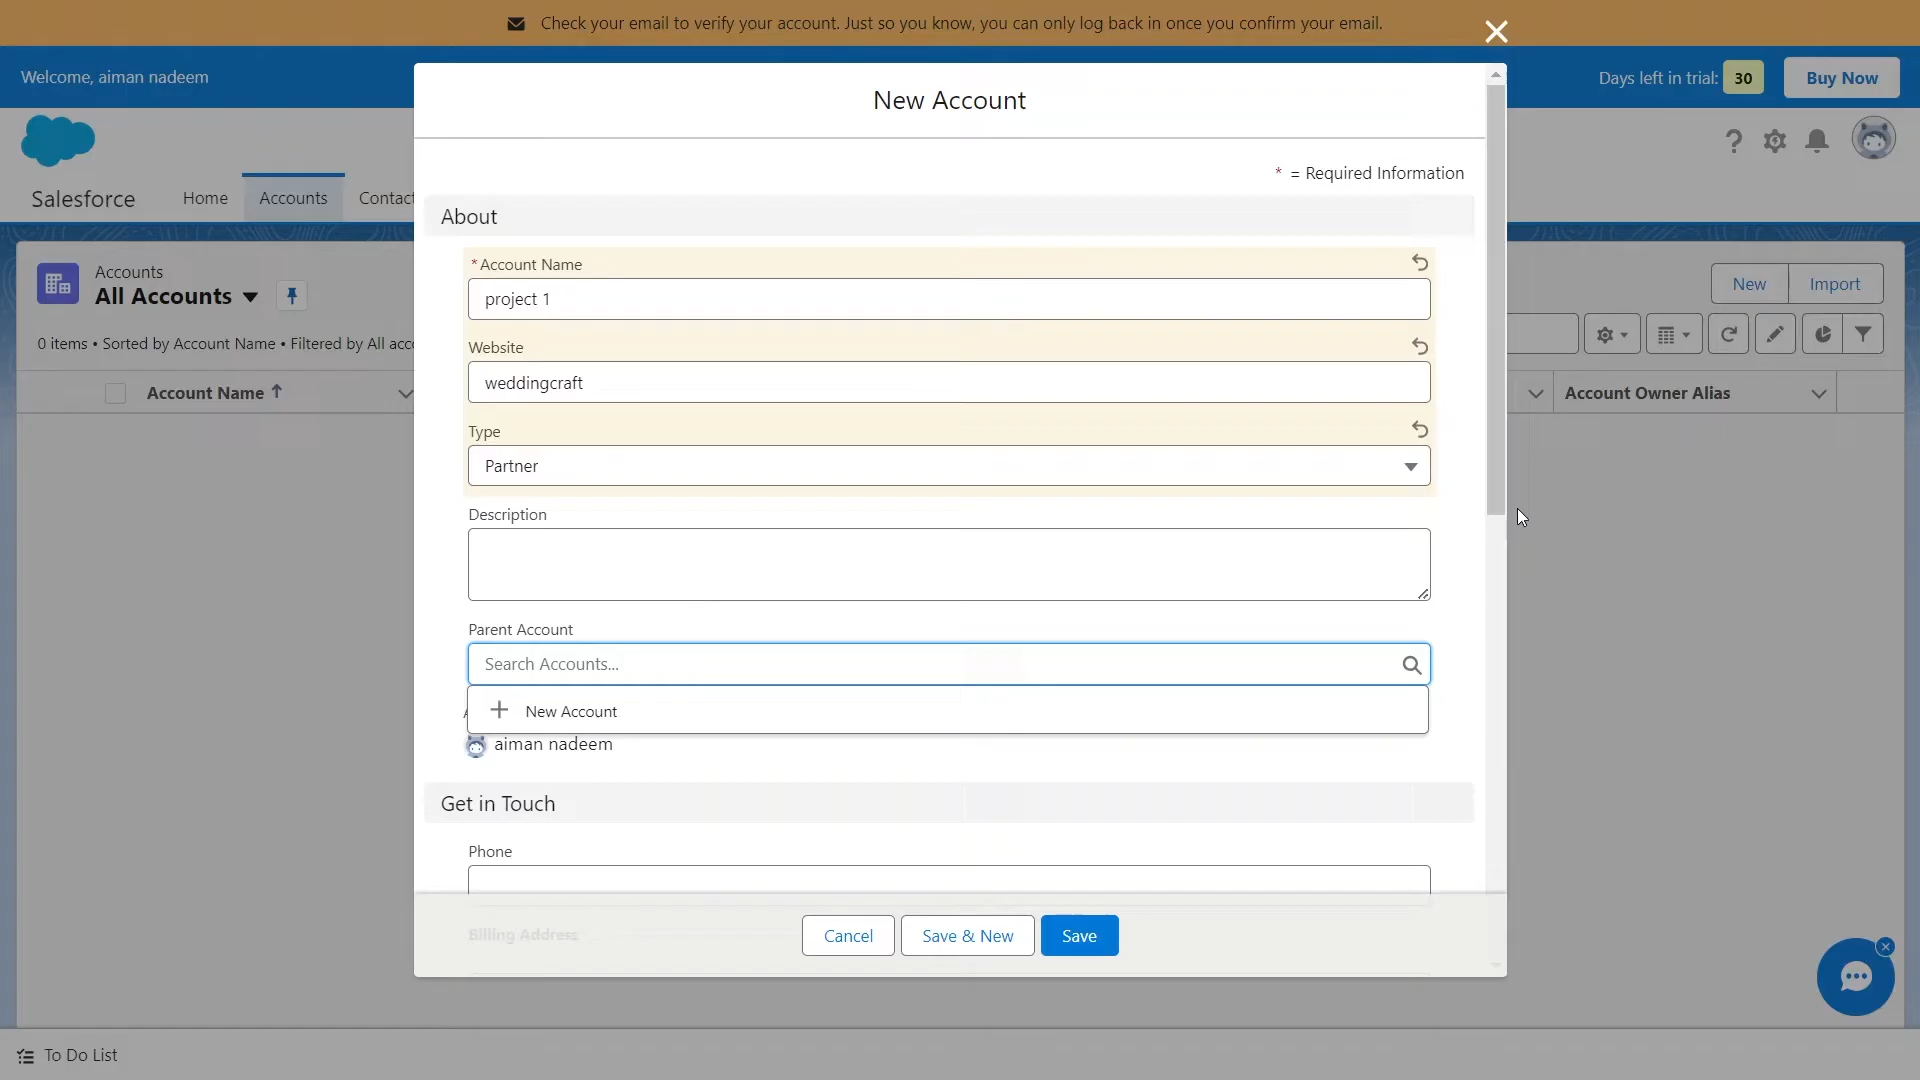 Check your email to verify your account. Just so you know, you can only log back in once you confirm your email.
Welcome, aiman nadeem
Days left in trial: 30 Buy Now
New Account
Salesforce Home Accounts Contact
* = Required Information
About
Accounts
All Accounts
New Import
0 items • Sorted by Account Name • Filtered by All acco
Account Name
Account Owner Alias
*Account Name
project 1
Website
weddingcraft
Type
Partner
Description
Parent Account
Search Accounts...
New Account
aiman nadeem
Get in Touch
Phone
Billing Address
Cancel Save & New Save
To Do List